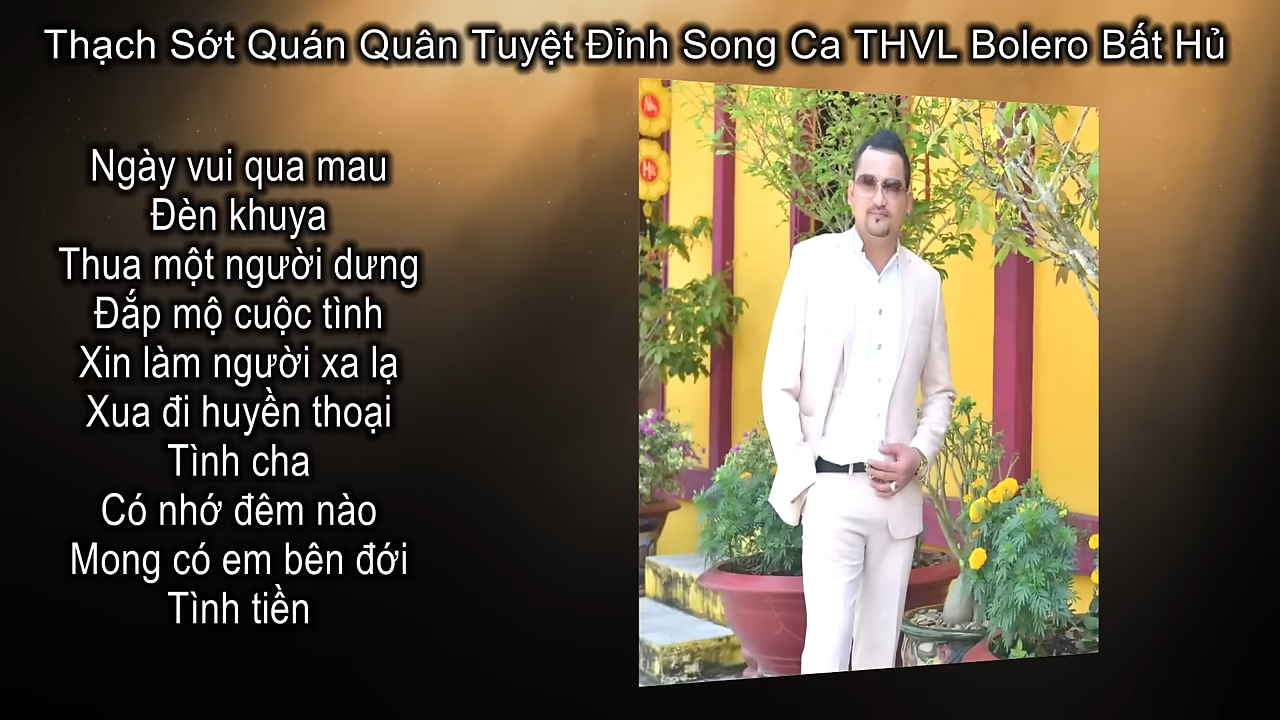 Thạch Sớt Quán Quân Tuyệt Đỉnh Song Ca THVL Bolero Bất Hủ
Ngày vui qua mau
Đèn khuya
Thua một người dưng
Đắp mộ cuộc tình
Xin làm người xa lạ
Xua đi huyền thoại
Tình cha
Có nhớ đêm nào
Mong có em bên đới
Tình tiền